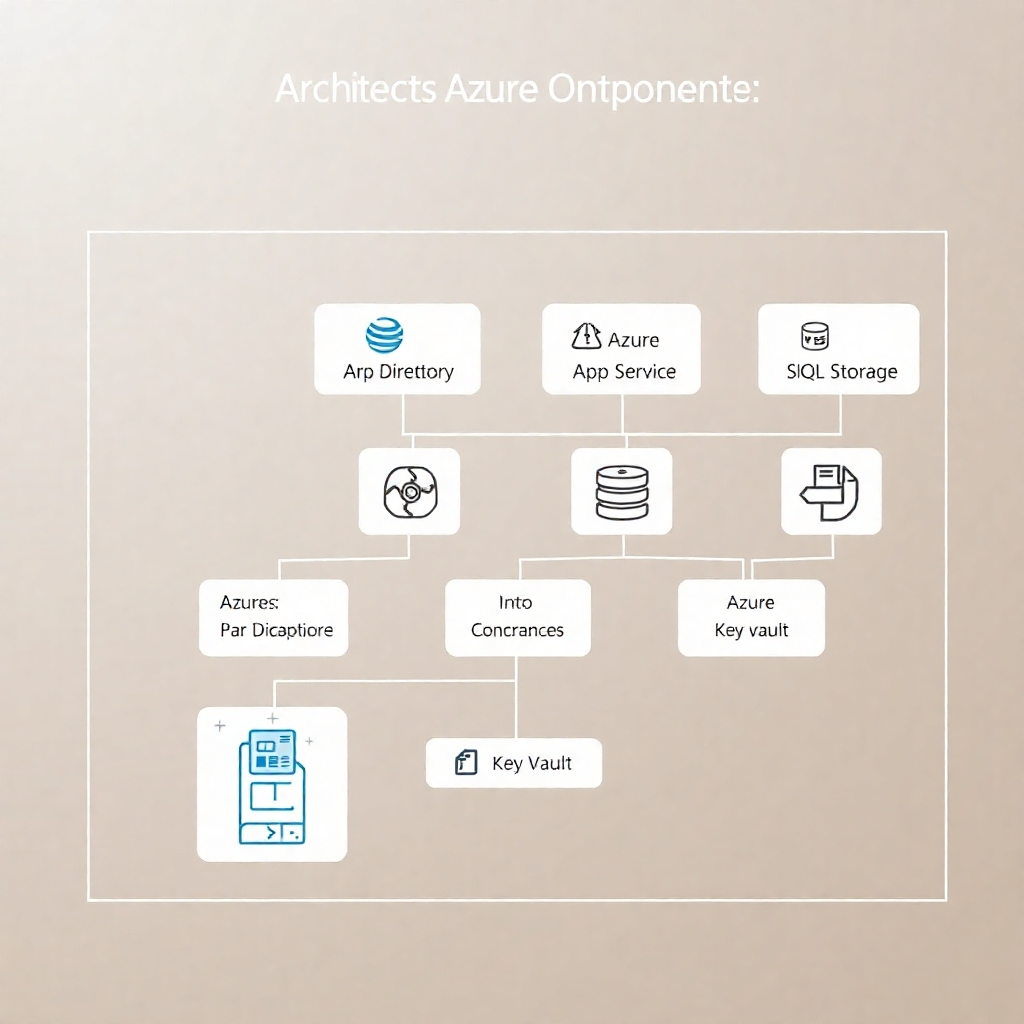 Architects Azure Ontponente:
Arp Direttory
Azure
App Service
SIQL Storage
Azures:
Par Dicaptiore
Into
Concrances
Azure
Key vault
Key Vault